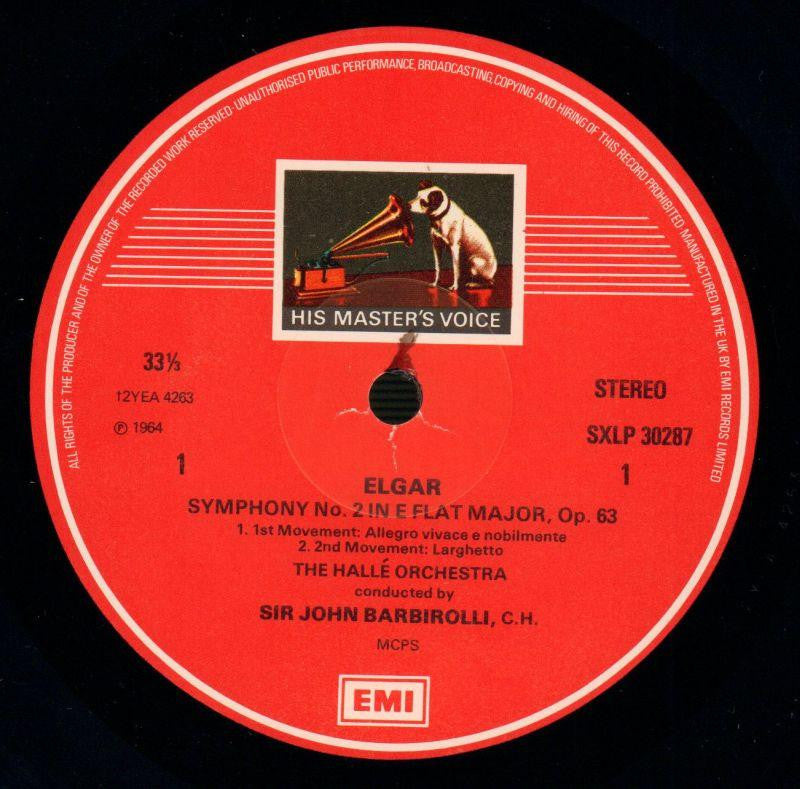 ALL RIGHTS OF THE PRODUCER AND OF THE OWNER OF THE RECORDED WORK RESERVED · UNAUTHORISED PUBLIC PERFORMANCE, BROADCASTING, COPYING AND HIRING OF THIS RECORD PROHIBITED. MANUFACTURED IN THE UK BY EMI RECORDS LIMITED
HIS MASTER'S VOICE
33⅓
12YEA 4263
℗ 1964
1
STEREO
SXLP 30287
1
ELGAR
SYMPHONY No. 2 IN E FLAT MAJOR, Op. 63
1. 1st Movement: Allegro vivace e nobilmente
2. 2nd Movement: Larghetto
THE HALLÉ ORCHESTRA
conducted by
SIR JOHN BARBIROLLI, C.H.
MCPS
EMI